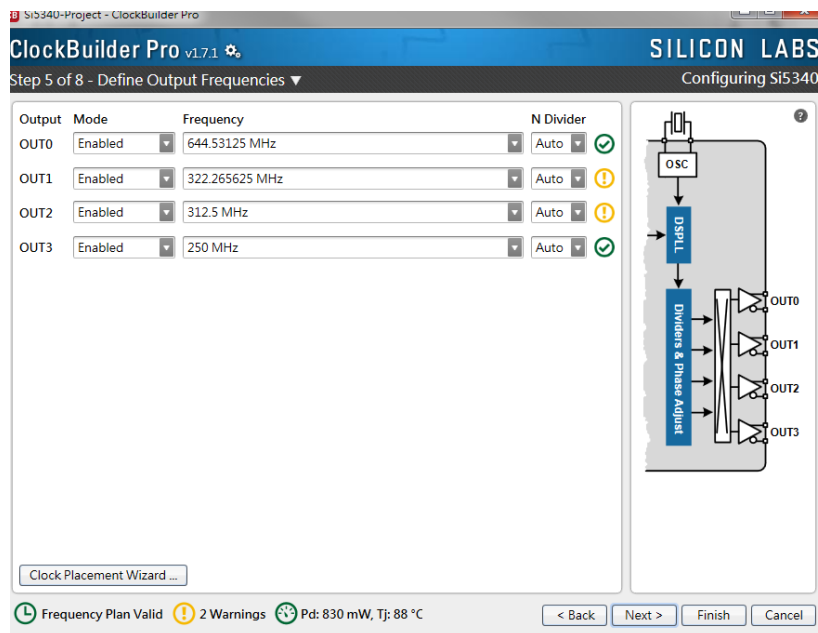 Si5340-Project - ClockBuilder Pro
ClockBuilder Pro v1.7.1
SILICON LABS
Step 5 of 8 - Define Output Frequencies ▼
Configuring Si5340
Output Mode Frequency N Divider
OUT0 Enabled 644.53125 MHz Auto
OUT1 Enabled 322.265625 MHz Auto
OUT2 Enabled 312.5 MHz Auto
OUT3 Enabled 250 MHz Auto
?
OSC
DSPLL
Dividers & Phase Adjust
OUT0
OUT1
OUT2
OUT3
Clock Placement Wizard ...
Frequency Plan Valid 2 Warnings Pd: 830 mW, Tj: 88 °C
< Back Next > Finish Cancel